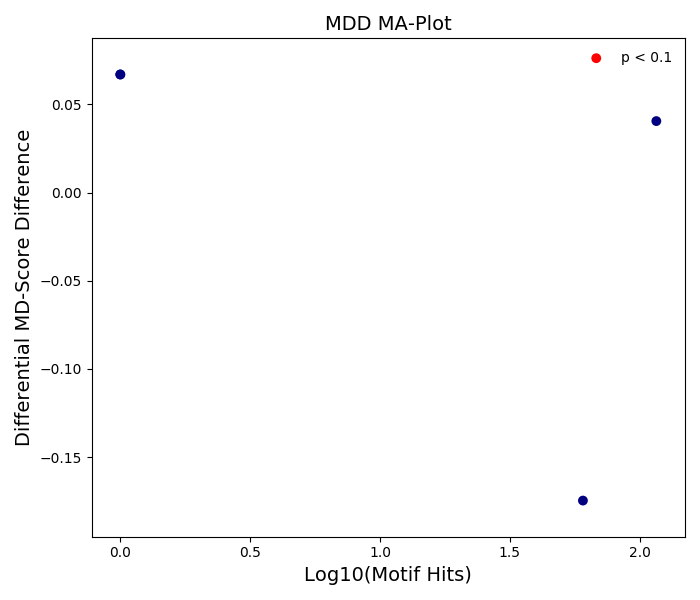 MDD MA-Plot
p < 0.1
0.05
0.00
−0.05
−0.10
−0.15
Differential MD-Score Difference
0.0 0.5 1.0 1.5 2.0
Log10(Motif Hits)